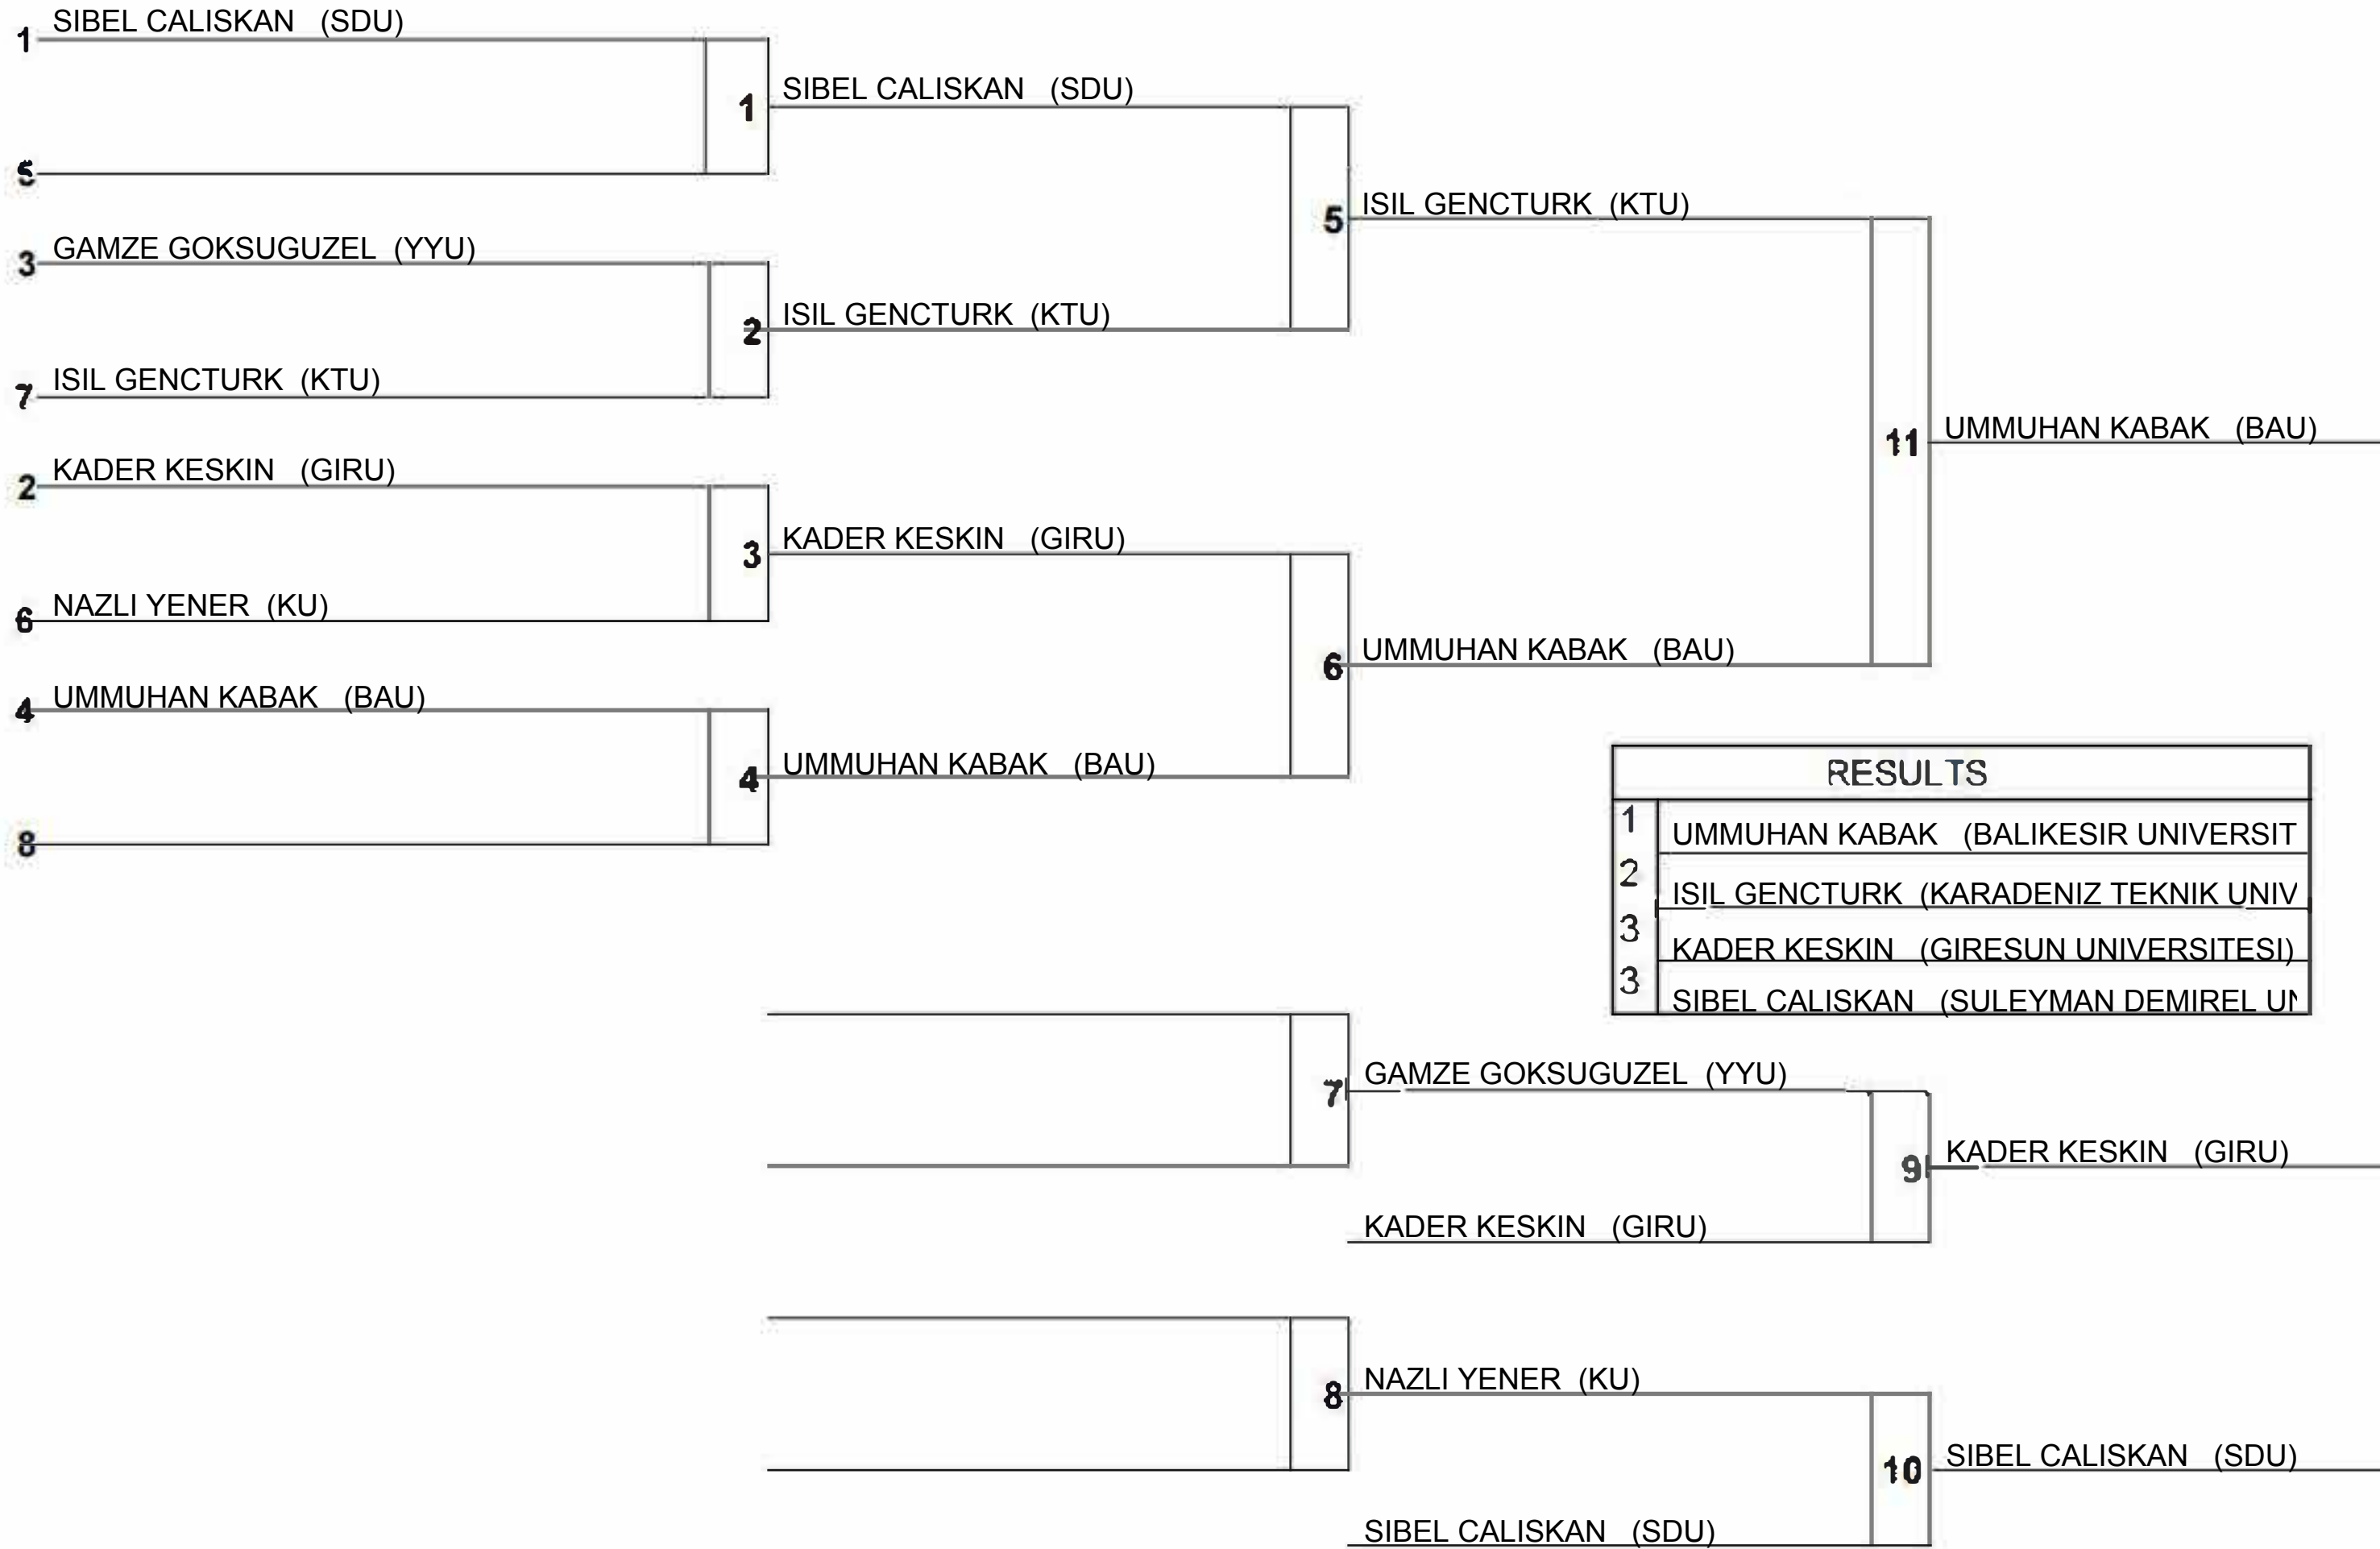 SIBEL CALISKAN (SDU)
1
SIBEL CALISKAN (SDU)
1
5
ISIL GENCTURK (KTU)
5
GAMZE GOKSUGUZEL (YYU)
3
ISIL GENCTURK (KTU)
2
ISIL GENCTURK (KTU)
7
UMMUHAN KABAK (BAU)
11
KADER KESKIN (GIRU)
2
KADER KESKIN (GIRU)
3
NAZLI YENER (KU)
6
UMMUHAN KABAK (BAU)
6
UMMUHAN KABAK (BAU)
4
UMMUHAN KABAK (BAU)
4
8
RESULTS
1 UMMUHAN KABAK (BALIKESIR UNIVERSIT
2 ISIL GENCTURK (KARADENIZ TEKNIK UNIV
3 KADER KESKIN (GIRESUN UNIVERSITESI)
3 SIBEL CALISKAN (SULEYMAN DEMIREL UN
GAMZE GOKSUGUZEL (YYU)
7
KADER KESKIN (GIRU)
9
KADER KESKIN (GIRU)
NAZLI YENER (KU)
8
SIBEL CALISKAN (SDU)
10
SIBEL CALISKAN (SDU)